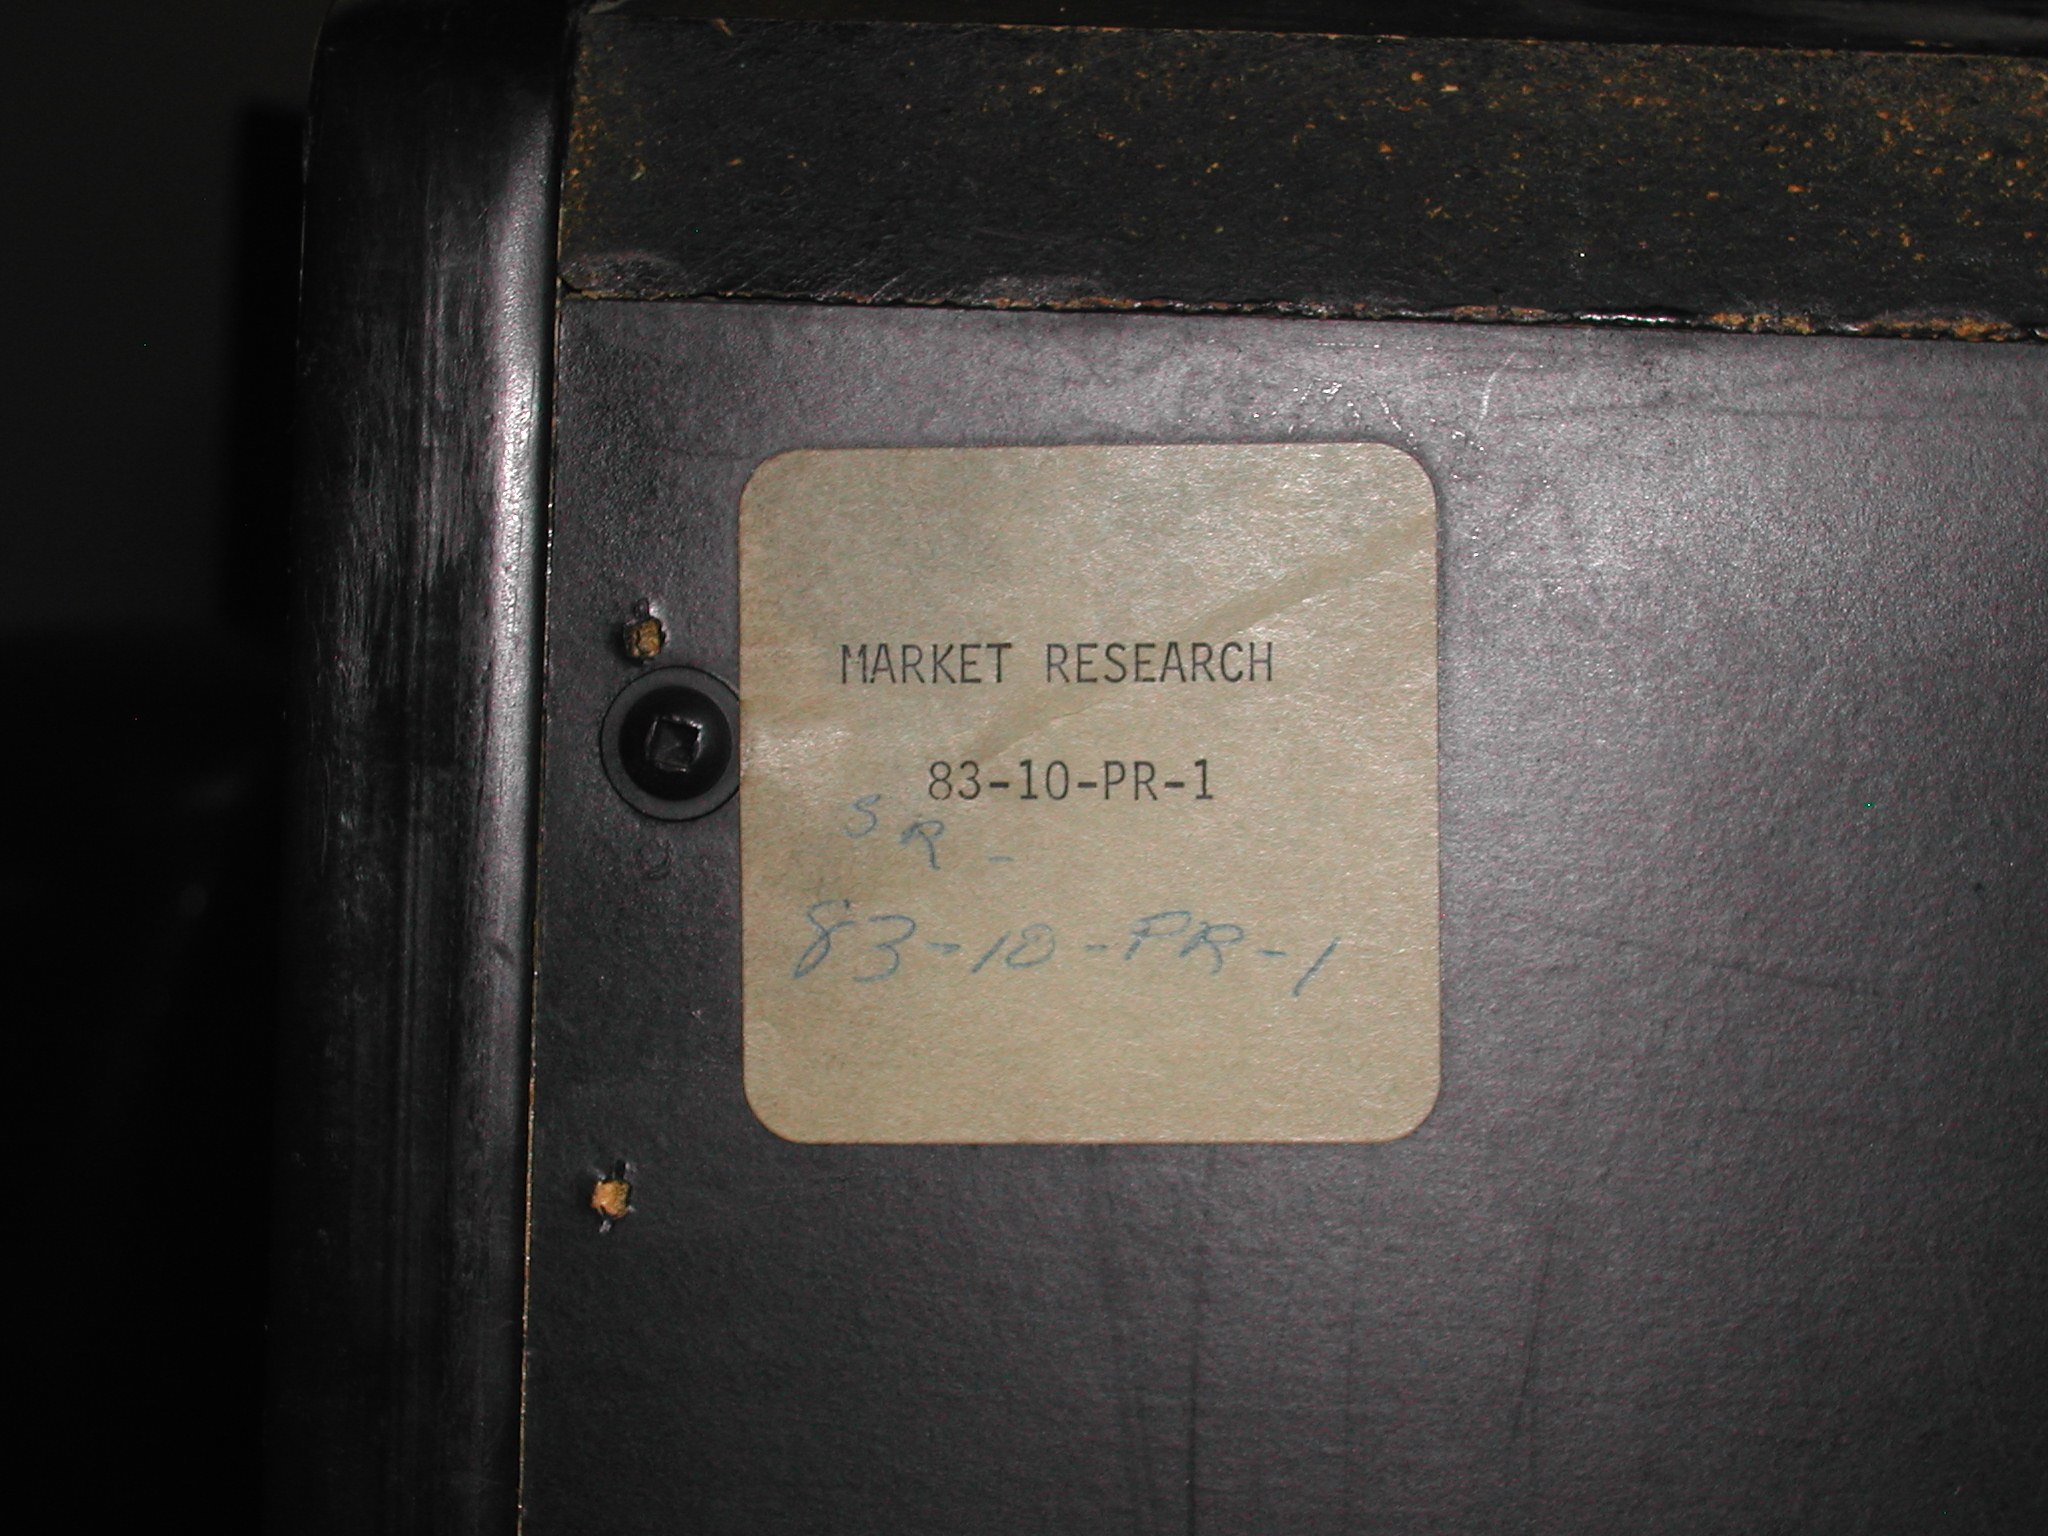 MARKET RESEARCH
83-10-PR-1
SR -
83-10-PR-1